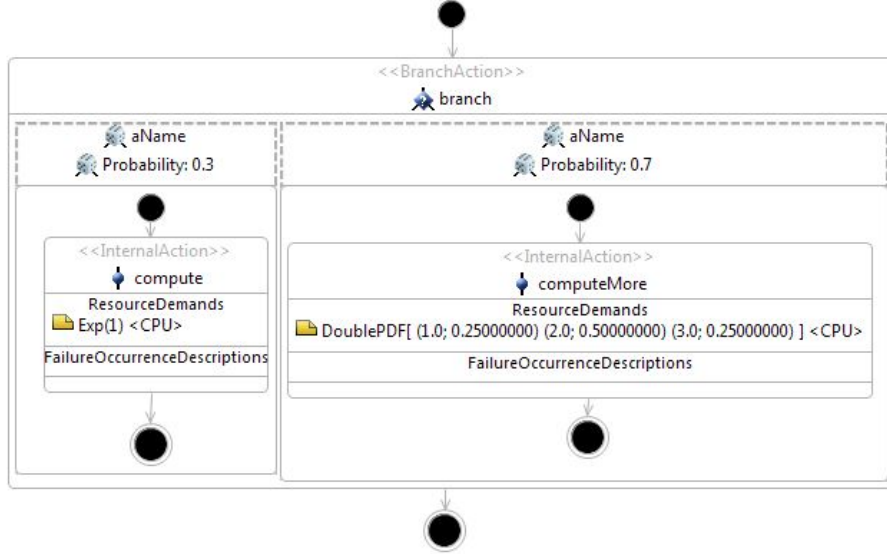 <<BranchAction>>
branch
aName
Probability: 0.3
aName
Probability: 0.7
<<InternalAction>>
compute
ResourceDemands
Exp(1) <CPU>
FailureOccurrenceDescriptions
<<InternalAction>>
computeMore
ResourceDemands
DoublePDF[ (1.0; 0.25000000) (2.0; 0.50000000) (3.0; 0.25000000) ] <CPU>
FailureOccurrenceDescriptions